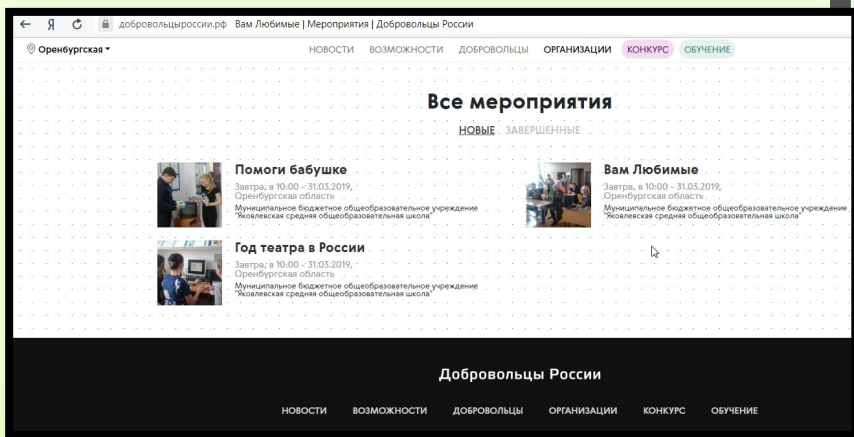 добровольцыроссии.рф Вам Любимые | Мероприятия | Добровольцы России
Оренбургская НОВОСТИ ВОЗМОЖНОСТИ ДОБРОВОЛЬЦЫ ОРГАНИЗАЦИИ КОНКУРС ОБУЧЕНИЕ
Все мероприятия
НОВЫЕ ЗАВЕРШЕННЫЕ
Помоги бабушке
Завтра, в 10:00 - 31.03.2019,
Оренбургская область
Муниципальное бюджетное общеобразовательное учреждение
"Яковлевская средняя общеобразовательная школа"
Вам Любимые
Завтра, в 10:00 - 31.03.2019,
Оренбургская область
Муниципальное бюджетное общеобразовательное учреждение
"Яковлевская средняя общеобразовательная школа"
Год театра в России
Завтра, в 10:00 - 31.03.2019,
Оренбургская область
Муниципальное бюджетное общеобразовательное учреждение
"Яковлевская средняя общеобразовательная школа"
Добровольцы России
НОВОСТИ ВОЗМОЖНОСТИ ДОБРОВОЛЬЦЫ ОРГАНИЗАЦИИ КОНКУРС ОБУЧЕНИЕ